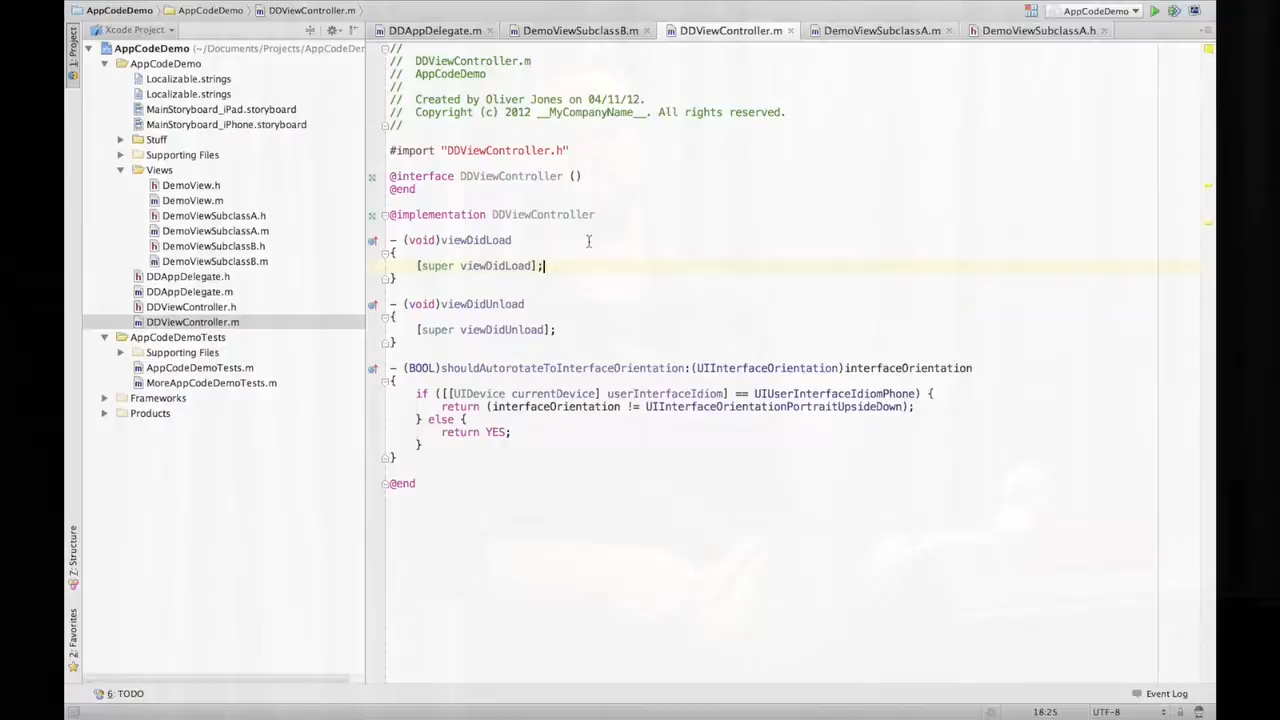 AppCodeDemo AppCodeDemo DDViewController.m AppCodeDemo
Xcode Project
DDAppDelegate.m DemoViewSubclassB.m DDViewController.m DemoViewSubclassA.m DemoViewSubclassA.h
1: Project
AppCodeDemo (~/Documents/Projects/AppCodeDer
AppCodeDemo
Localizable.strings
Localizable.strings
MainStoryboard_iPad.storyboard
MainStoryboard_iPhone.storyboard
Stuff
Supporting Files
Views
DemoView.h
DemoView.m
DemoViewSubclassA.h
DemoViewSubclassA.m
DemoViewSubclassB.h
DemoViewSubclassB.m
DDAppDelegate.h
DDAppDelegate.m
DDViewController.h
DDViewController.m
AppCodeDemoTests
Supporting Files
AppCodeDemoTests.m
MoreAppCodeDemoTests.m
Frameworks
Products
7: Structure
2: Favorites
//
//  DDViewController.m
//  AppCodeDemo
//
//  Created by Oliver Jones on 04/11/12.
//  Copyright (c) 2012 __MyCompanyName__. All rights reserved.
//
#import "DDViewController.h"
@interface DDViewController ()
@end
@implementation DDViewController
- (void)viewDidLoad
{
[super viewDidLoad];
}
- (void)viewDidUnload
{
[super viewDidUnload];
}
- (BOOL)shouldAutorotateToInterfaceOrientation:(UIInterfaceOrientation)interfaceOrientation
{
if ([[UIDevice currentDevice] userInterfaceIdiom] == UIUserInterfaceIdiomPhone) {
return (interfaceOrientation != UIInterfaceOrientationPortraitUpsideDown);
} else {
return YES;
}
}
@end
6: TODO Event Log
18:25 UTF-8